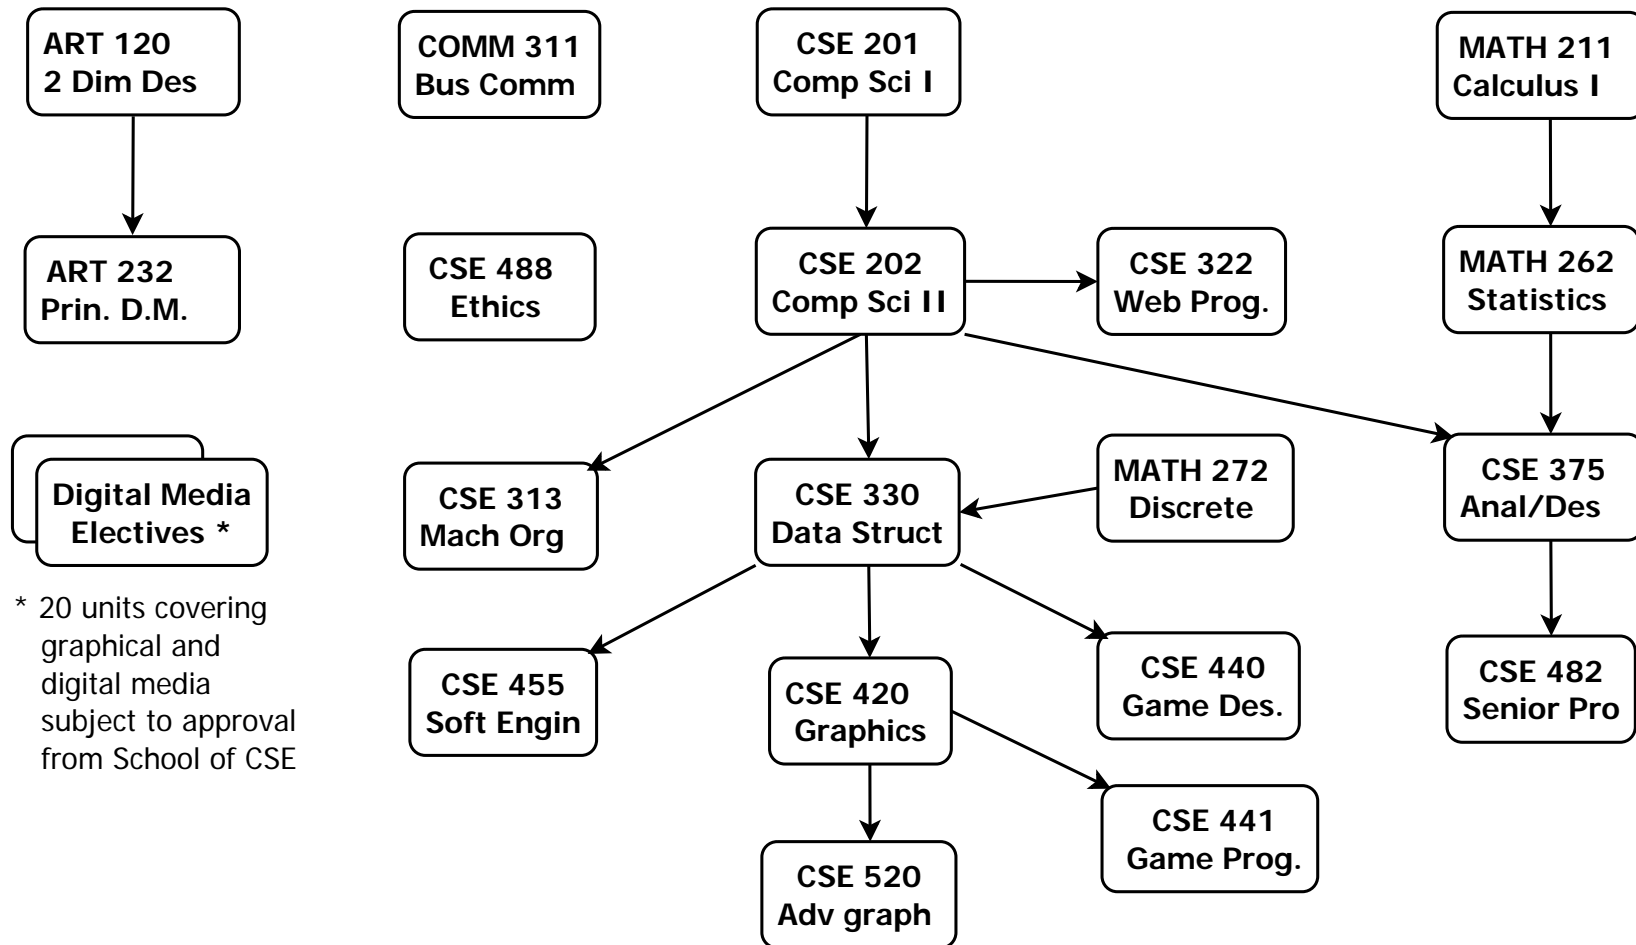 ART 120
2 Dim Des
COMM 311
Bus Comm
CSE 201
Comp Sci I
MATH 211
Calculus I
ART 232
Prin. D.M.
CSE 488
Ethics
CSE 202
Comp Sci II
CSE 322
Web Prog.
MATH 262
Statistics
Digital Media
Electives *
CSE 313
Mach Org
CSE 330
Data Struct
MATH 272
Discrete
CSE 375
Anal/Des
* 20 units covering
graphical and
digital media
subject to approval
from School of CSE
CSE 455
Soft Engin
CSE 420
Graphics
CSE 440
Game Des.
CSE 482
Senior Pro
CSE 441
Game Prog.
CSE 520
Adv graph